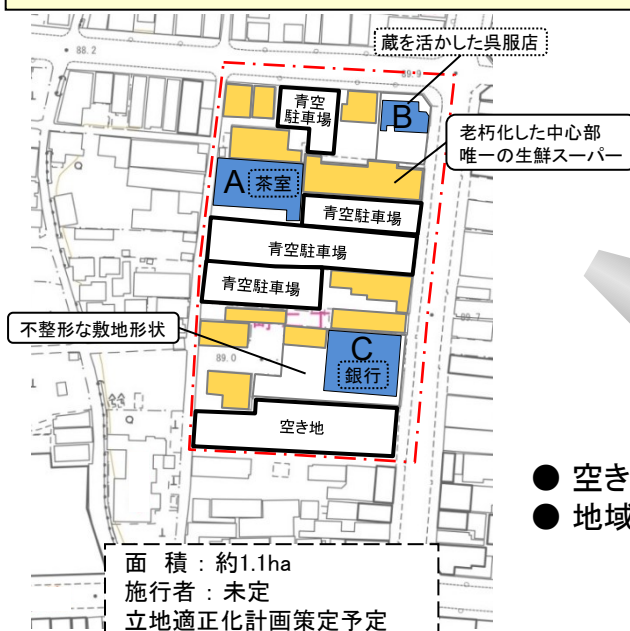 蔵を活かした呉服店
88.2
89.9
青空
駐車場
B
老朽化した中心部
唯一の生鮮スーパー
A 茶室
青空駐車場
青空駐車場
青空駐車場
89.7
不整形な敷地形状
C
銀行
89.0
空き地
● 空き
● 地域
面 積：約1.1ha
施行者：未定
立地適正化計画策定予定